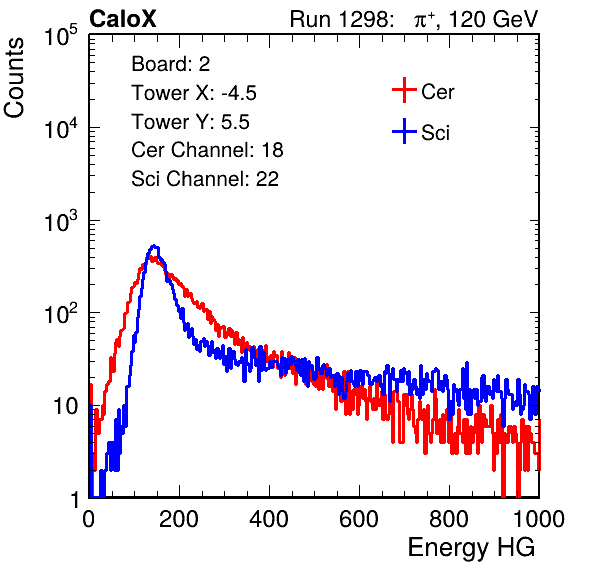 CaloX Run 1298: π⁺, 120 GeV
Counts
Board: 2
Tower X: -4.5
Tower Y: 5.5
Cer Channel: 18
Sci Channel: 22
Cer
Sci
10⁵
10⁴
10³
10²
10
1
0 200 400 600 800 1000
Energy HG